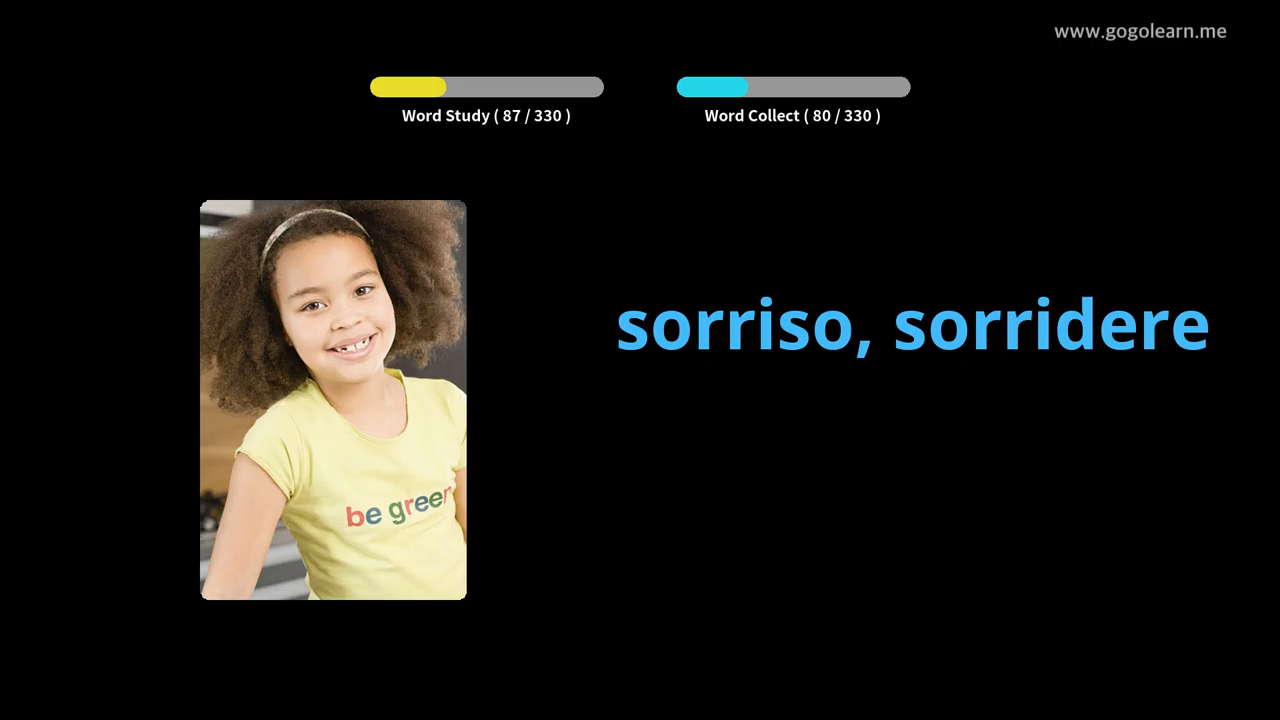 www.gogolearn.me
Word Study ( 87 / 330 )
Word Collect ( 80 / 330 )
sorriso, sorridere
be green